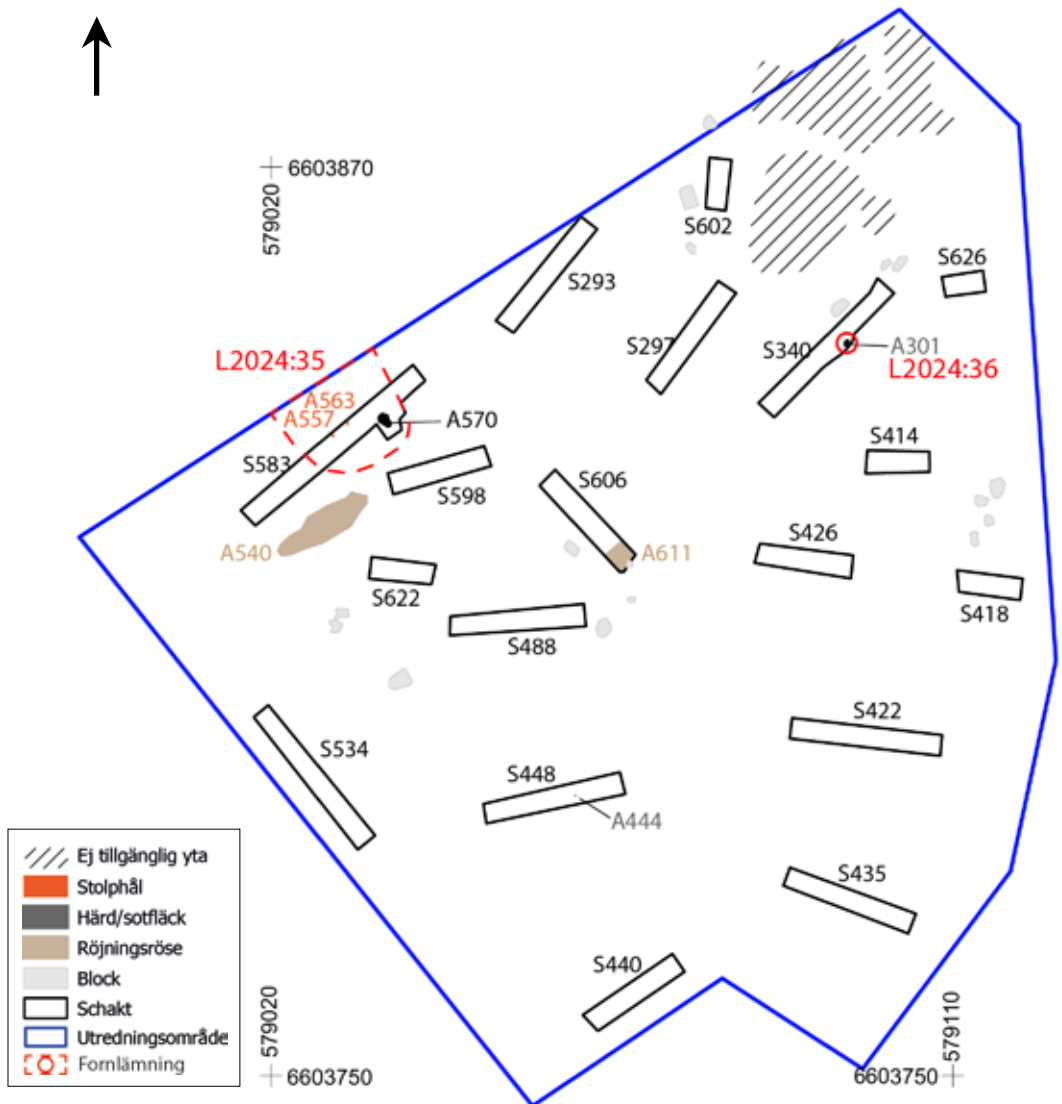 6603870
579020
S602
S626
S293
S297
S340
A301
L2024:36
L2024:35
A563
A557
A570
S583
S598
S414
S606
A540
A611
S426
S622
S418
S488
S422
S534
S448
A444
S435
S440
Ej tillgänglig yta
Stolphål
Härd/sotfläck
Röjningsröse
Block
Schakt
Utredningsområde
Fornlämning
579020
6603750
579110
6603750